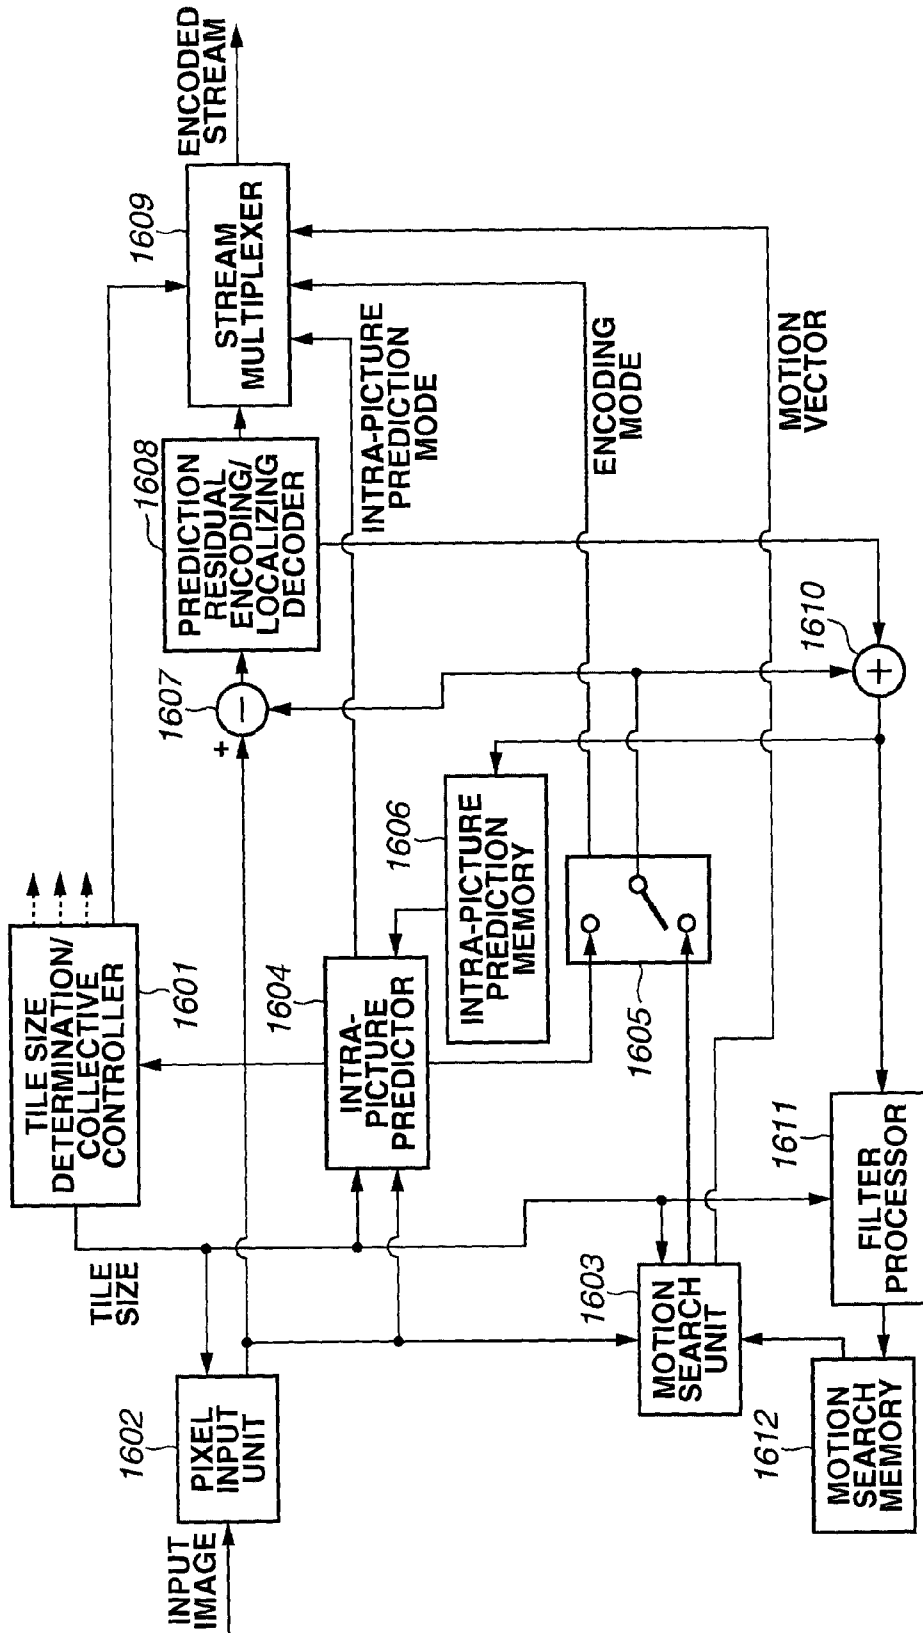 TILE SIZE
DETERMINATION/
COLLECTIVE
CONTROLLER
1601
TILE
SIZE
INPUT
IMAGE
1602
PIXEL
INPUT
UNIT
+
−
1607
PREDICTION
RESIDUAL
ENCODING/
LOCALIZING
DECODER
1608
STREAM
MULTIPLEXER
1609
ENCODED
STREAM
INTRA-
PICTURE
PREDICTOR
1604
INTRA-PICTURE
PREDICTION
MODE
INTRA-PICTURE
PREDICTION
MEMORY
1606
1605
ENCODING
MODE
MOTION
SEARCH
UNIT
1603
MOTION
VECTOR
+
1610
FILTER
PROCESSOR
1611
MOTION
SEARCH
MEMORY
1612